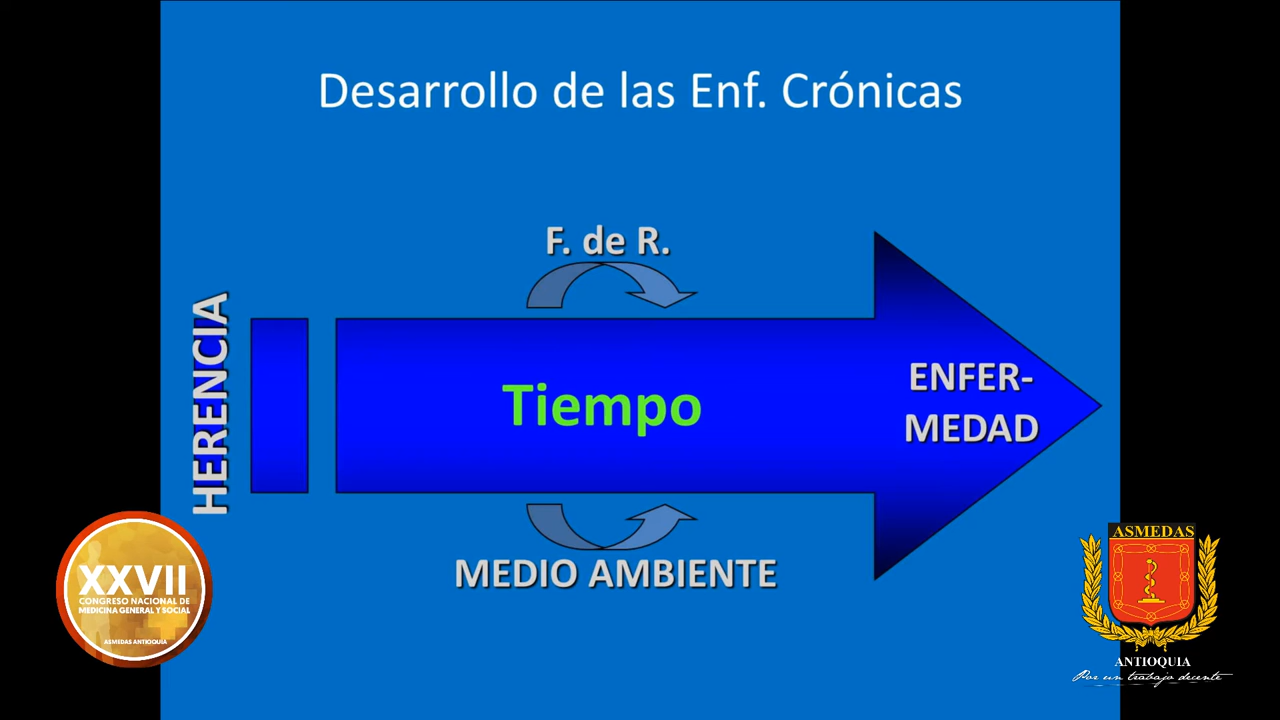 Desarrollo de las Enf. Crónicas
F. de R.
HERENCIA
Tiempo
ENFER-
MEDAD
MEDIO AMBIENTE
XXVII
CONGRESO NACIONAL DE
MEDICINA GENERAL Y SOCIAL
ASMEDAS ANTIOQUIA
ASMEDAS
ANTIOQUIA
Por un trabajo decente